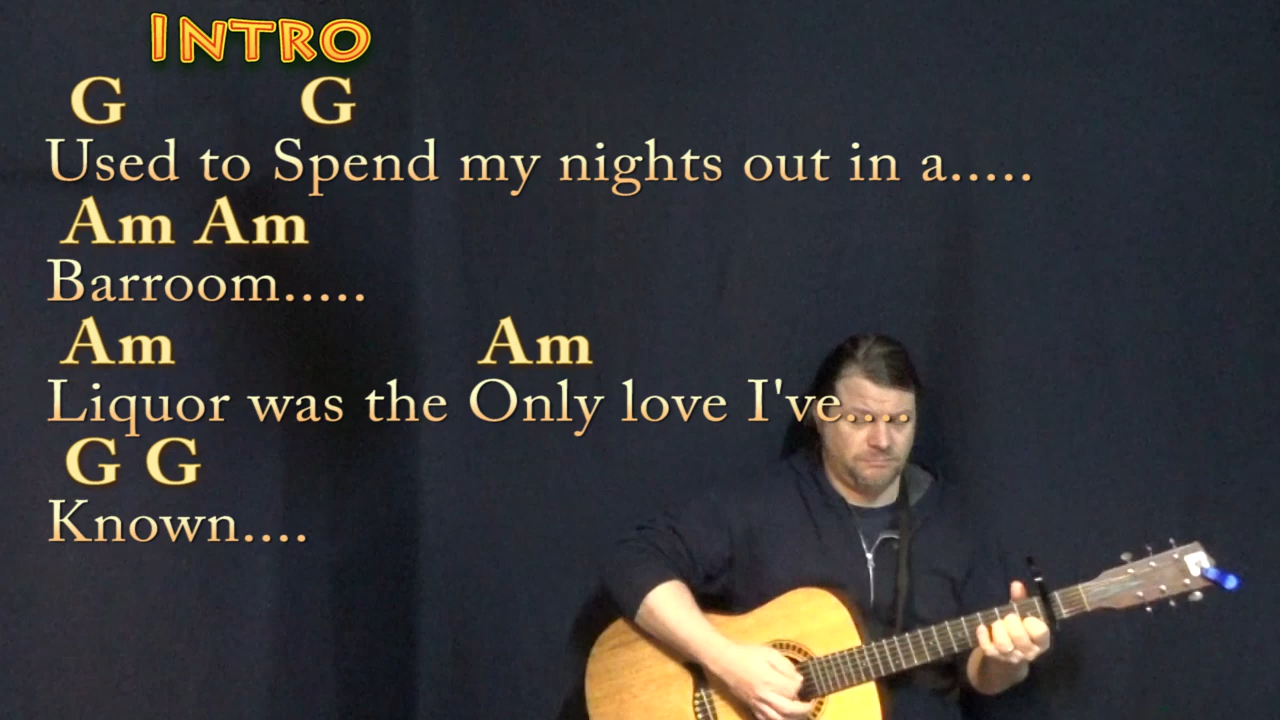 INTRO
G G
Used to Spend my nights out in a.....
Am Am
Barroom.....
Am Am
Liquor was the Only love I've....
G G
Known....